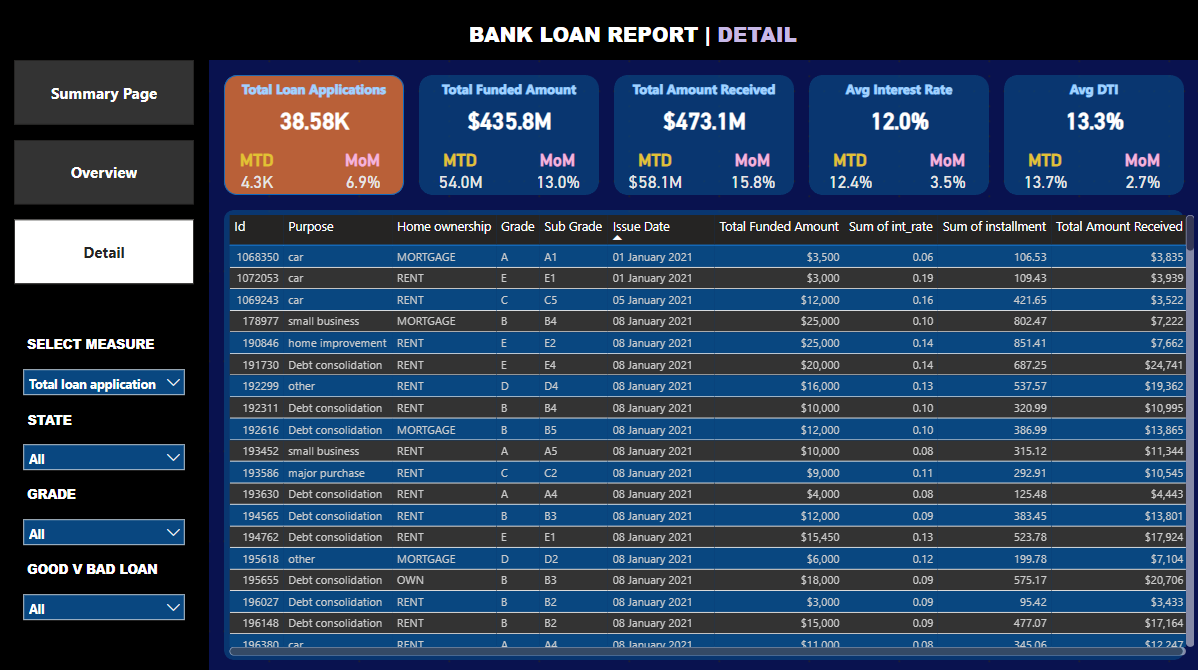 BANK LOAN REPORT | DETAIL
Summary Page
Overview
Detail
SELECT MEASURE
Total loan application
STATE
All
GRADE
All
GOOD V BAD LOAN
All
Total Loan Applications
38.58K
MTD MoM
4.3K 6.9%
Total Funded Amount
$435.8M
MTD MoM
54.0M 13.0%
Total Amount Received
$473.1M
MTD MoM
$58.1M 15.8%
Avg Interest Rate
12.0%
MTD MoM
12.4% 3.5%
Avg DTI
13.3%
MTD MoM
13.7% 2.7%
Id Purpose Home ownership Grade Sub Grade Issue Date Total Funded Amount Sum of int_rate Sum of installment Total Amount Received
1068350 car MORTGAGE A A1 01 January 2021 $3,500 0.06 106.53 $3,835
1072053 car RENT E E1 01 January 2021 $3,000 0.19 109.43 $3,939
1069243 car RENT C C5 05 January 2021 $12,000 0.16 421.65 $3,522
178977 small business MORTGAGE B B4 08 January 2021 $25,000 0.10 802.47 $7,222
190846 home improvement RENT E E2 08 January 2021 $25,000 0.14 851.41 $7,662
191730 Debt consolidation RENT E E4 08 January 2021 $20,000 0.14 687.25 $24,741
192299 other RENT D D4 08 January 2021 $16,000 0.13 537.57 $19,362
192311 Debt consolidation RENT B B4 08 January 2021 $10,000 0.10 320.99 $10,995
192616 Debt consolidation MORTGAGE B B5 08 January 2021 $12,000 0.10 386.99 $13,865
193452 small business RENT A A5 08 January 2021 $10,000 0.08 315.12 $11,344
193586 major purchase RENT C C2 08 January 2021 $9,000 0.11 292.91 $10,545
193630 Debt consolidation RENT A A4 08 January 2021 $4,000 0.08 125.48 $4,443
194565 Debt consolidation RENT B B3 08 January 2021 $12,000 0.09 383.45 $13,801
194762 Debt consolidation RENT E E1 08 January 2021 $15,450 0.13 523.78 $17,924
195618 other MORTGAGE D D2 08 January 2021 $6,000 0.12 199.78 $7,104
195655 Debt consolidation OWN B B3 08 January 2021 $18,000 0.09 575.17 $20,706
196027 Debt consolidation RENT B B2 08 January 2021 $3,000 0.09 95.42 $3,433
196148 Debt consolidation RENT B B2 08 January 2021 $15,000 0.09 477.07 $17,164
196380 car RENT A A4 08 January 2021 $11,000 0.08 345.06 $12,247